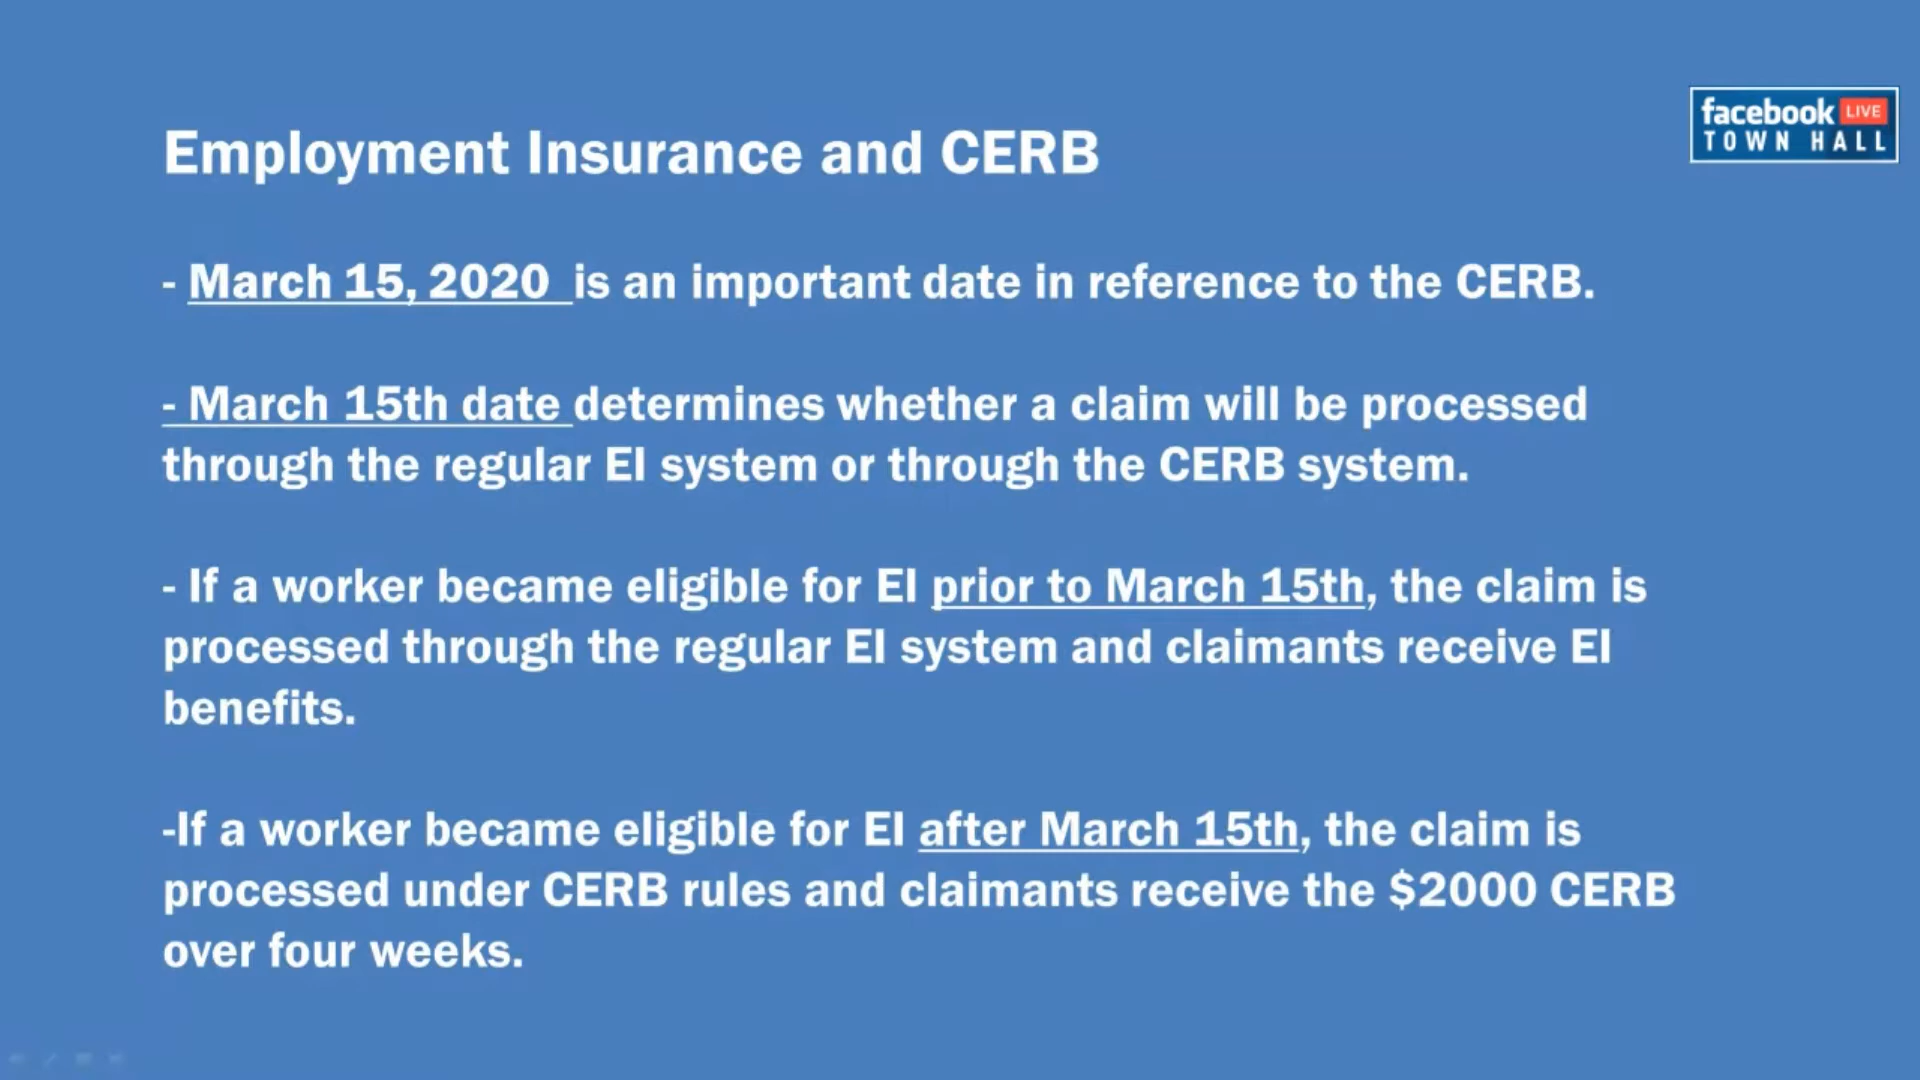 facebook LIVE
TOWN HALL
Employment Insurance and CERB
- March 15, 2020 is an important date in reference to the CERB.
- March 15th date determines whether a claim will be processed
through the regular EI system or through the CERB system.
- If a worker became eligible for EI prior to March 15th, the claim is
processed through the regular EI system and claimants receive EI
benefits.
-If a worker became eligible for EI after March 15th, the claim is
processed under CERB rules and claimants receive the $2000 CERB
over four weeks.